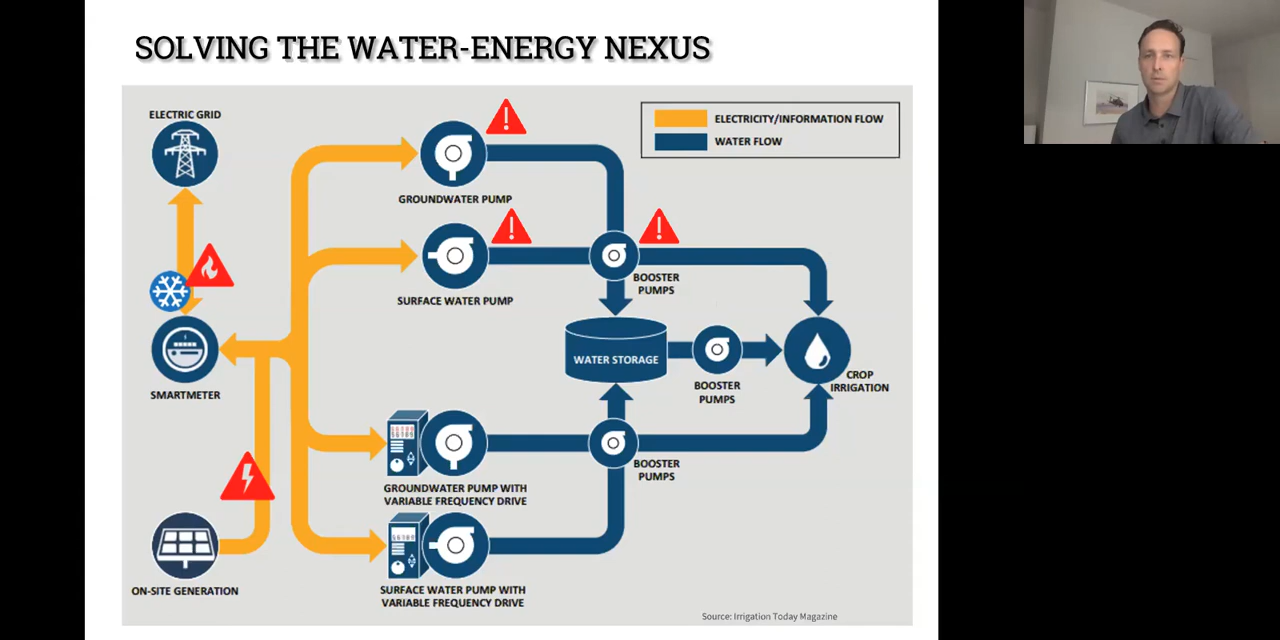 SOLVING THE WATER-ENERGY NEXUS
ELECTRIC GRID
ELECTRICITY/INFORMATION FLOW
WATER FLOW
GROUNDWATER PUMP
SURFACE WATER PUMP
BOOSTER
PUMPS
WATER STORAGE
BOOSTER
PUMPS
CROP
IRRIGATION
SMARTMETER
BOOSTER
PUMPS
GROUNDWATER PUMP WITH
VARIABLE FREQUENCY DRIVE
ON-SITE GENERATION
SURFACE WATER PUMP WITH
VARIABLE FREQUENCY DRIVE
Source: Irrigation Today Magazine